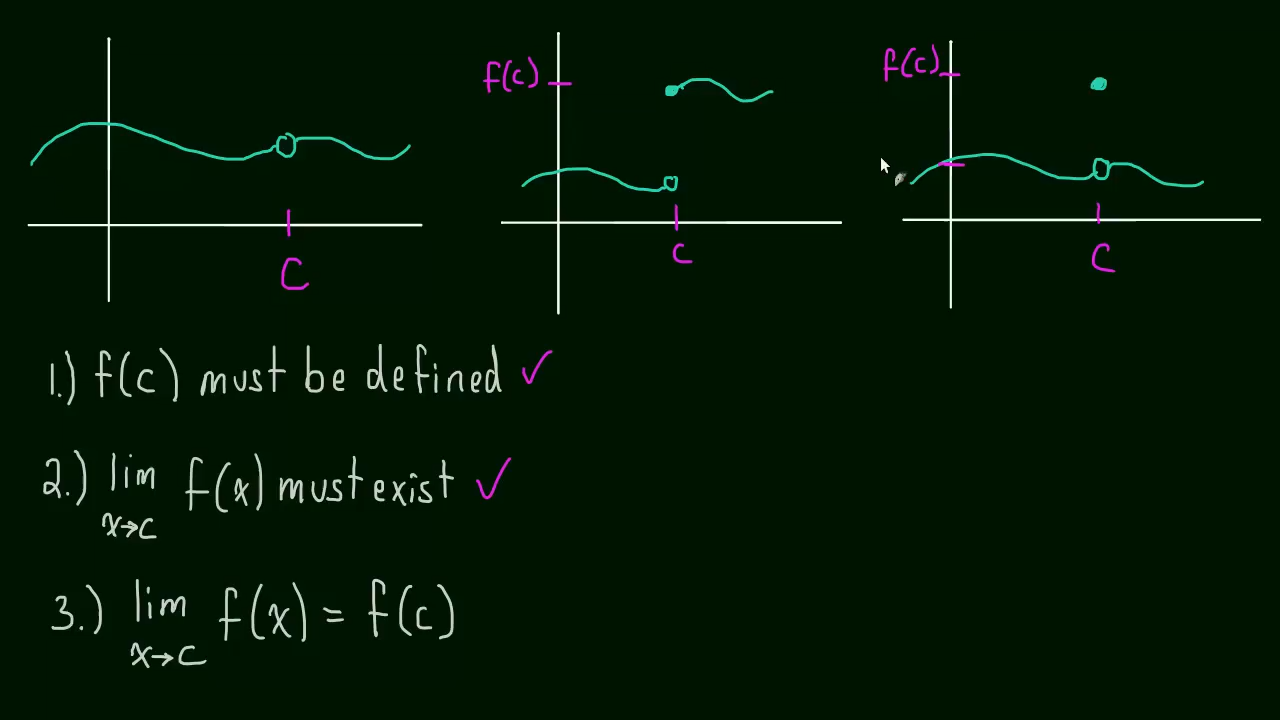 f(c)
f(c)
C
c
C
1.) f(c) must be defined ✓
2.) lim f(x) must exist ✓
x→c
3.) lim f(x) = f(c)
x→c